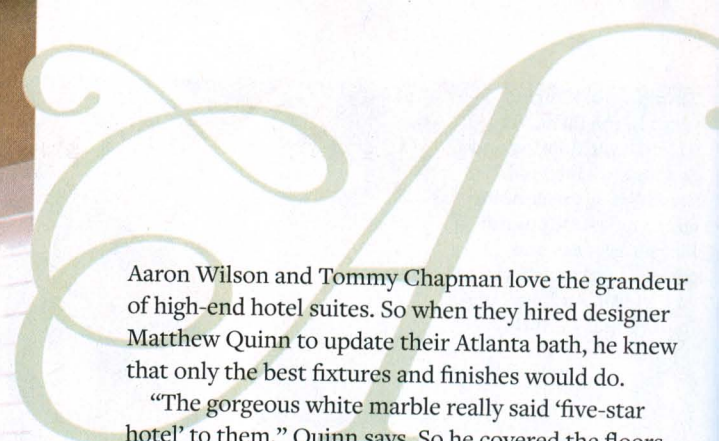 A
Aaron Wilson and Tommy Chapman love the grandeur
of high-end hotel suites. So when they hired designer
Matthew Quinn to update their Atlanta bath, he knew
that only the best fixtures and finishes would do.
“The gorgeous white marble really said ‘five-star
hotel’ to them,” Quinn says. So he covered the floors,